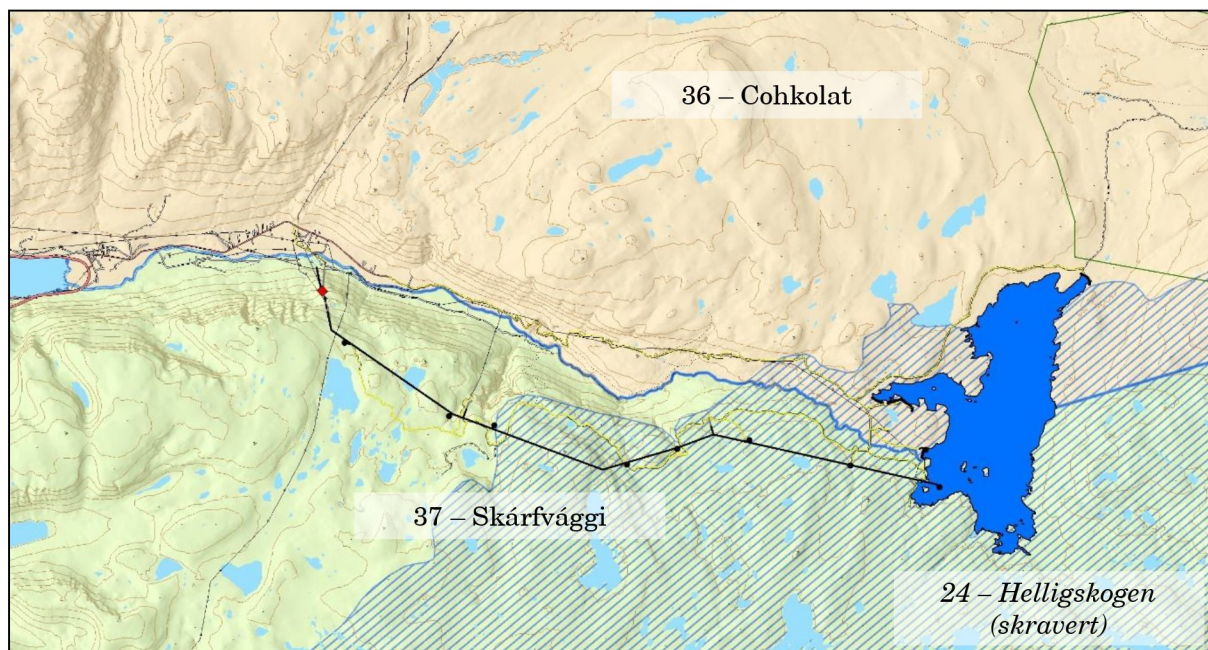 36 – Cohkolat
37 – Skárfvággi
24 – Helligskogen
(skravert)